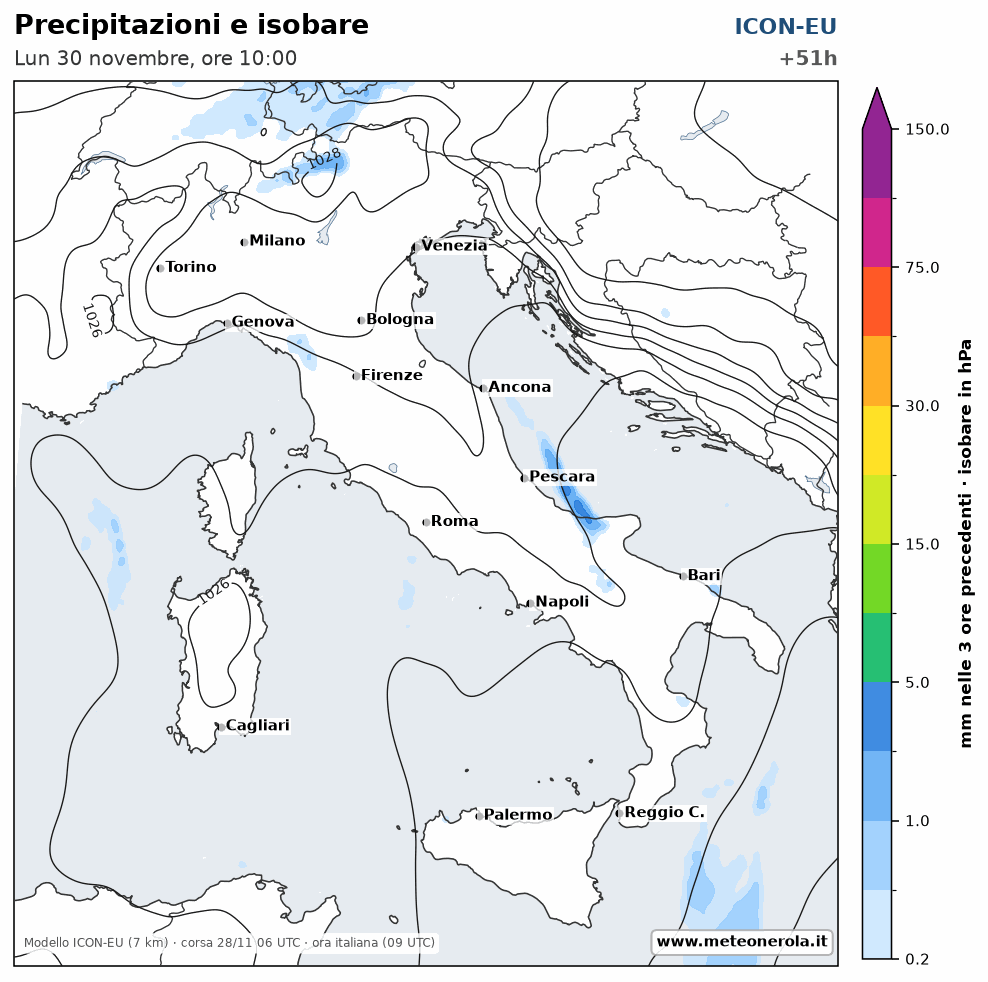 Precipitazioni e isobare
ICON-EU
Lun 30 novembre, ore 10:00
+51h
1028
Milano
Venezia
Torino
1026
Genova
Bologna
Firenze
Ancona
Pescara
Roma
Bari
1026
Napoli
Cagliari
Palermo
Reggio C.
Modello ICON-EU (7 km) · corsa 28/11 06 UTC · ora italiana (09 UTC)
www.meteonerola.it
150.0
75.0
30.0
15.0
5.0
1.0
0.2
mm nelle 3 ore precedenti · isobare in hPa